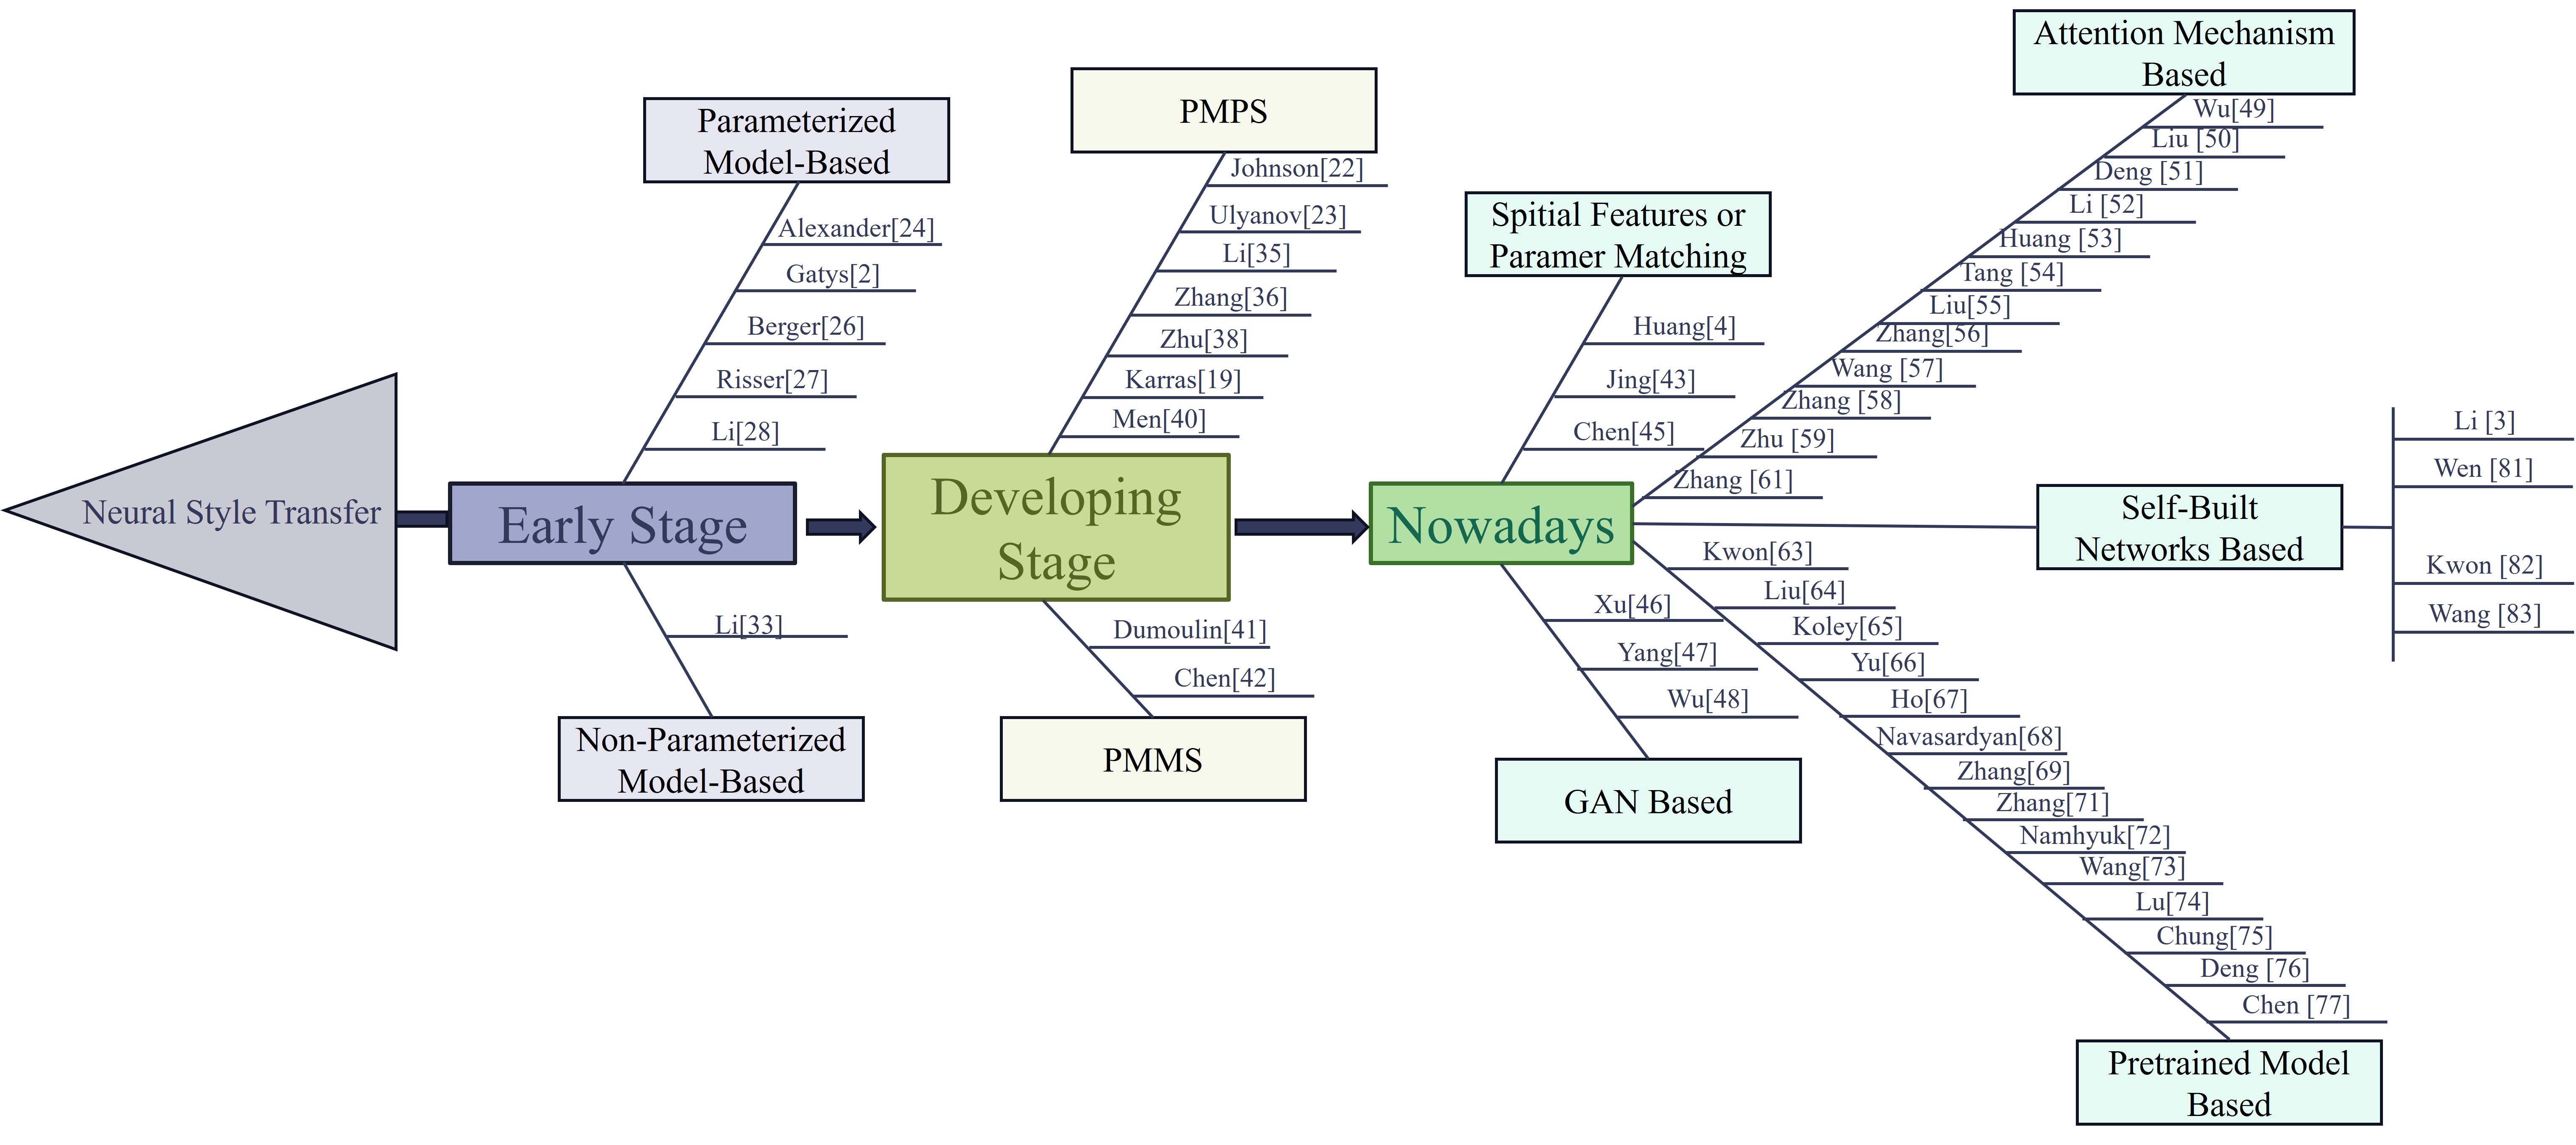 Neural Style Transfer
Early Stage
Parameterized
Model-Based
Alexander[24]
Gatys[2]
Berger[26]
Risser[27]
Li[28]
Li[33]
Non-Parameterized
Model-Based
Developing
Stage
PMPS
Johnson[22]
Ulyanov[23]
Li[35]
Zhang[36]
Zhu[38]
Karras[19]
Men[40]
Dumoulin[41]
Chen[42]
PMMS
Nowadays
Spitial Features or
Paramer Matching
Huang[4]
Jing[43]
Chen[45]
Xu[46]
Yang[47]
Wu[48]
GAN Based
Attention Mechanism
Based
Wu[49]
Liu [50]
Deng [51]
Li [52]
Huang [53]
Tang [54]
Liu[55]
Zhang[56]
Wang [57]
Zhang [58]
Zhu [59]
Zhang [61]
Self-Built
Networks Based
Li [3]
Wen [81]
Kwon [82]
Wang [83]
Kwon[63]
Liu[64]
Koley[65]
Yu[66]
Ho[67]
Navasardyan[68]
Zhang[69]
Zhang[71]
Namhyuk[72]
Wang[73]
Lu[74]
Chung[75]
Deng [76]
Chen [77]
Pretrained Model
Based